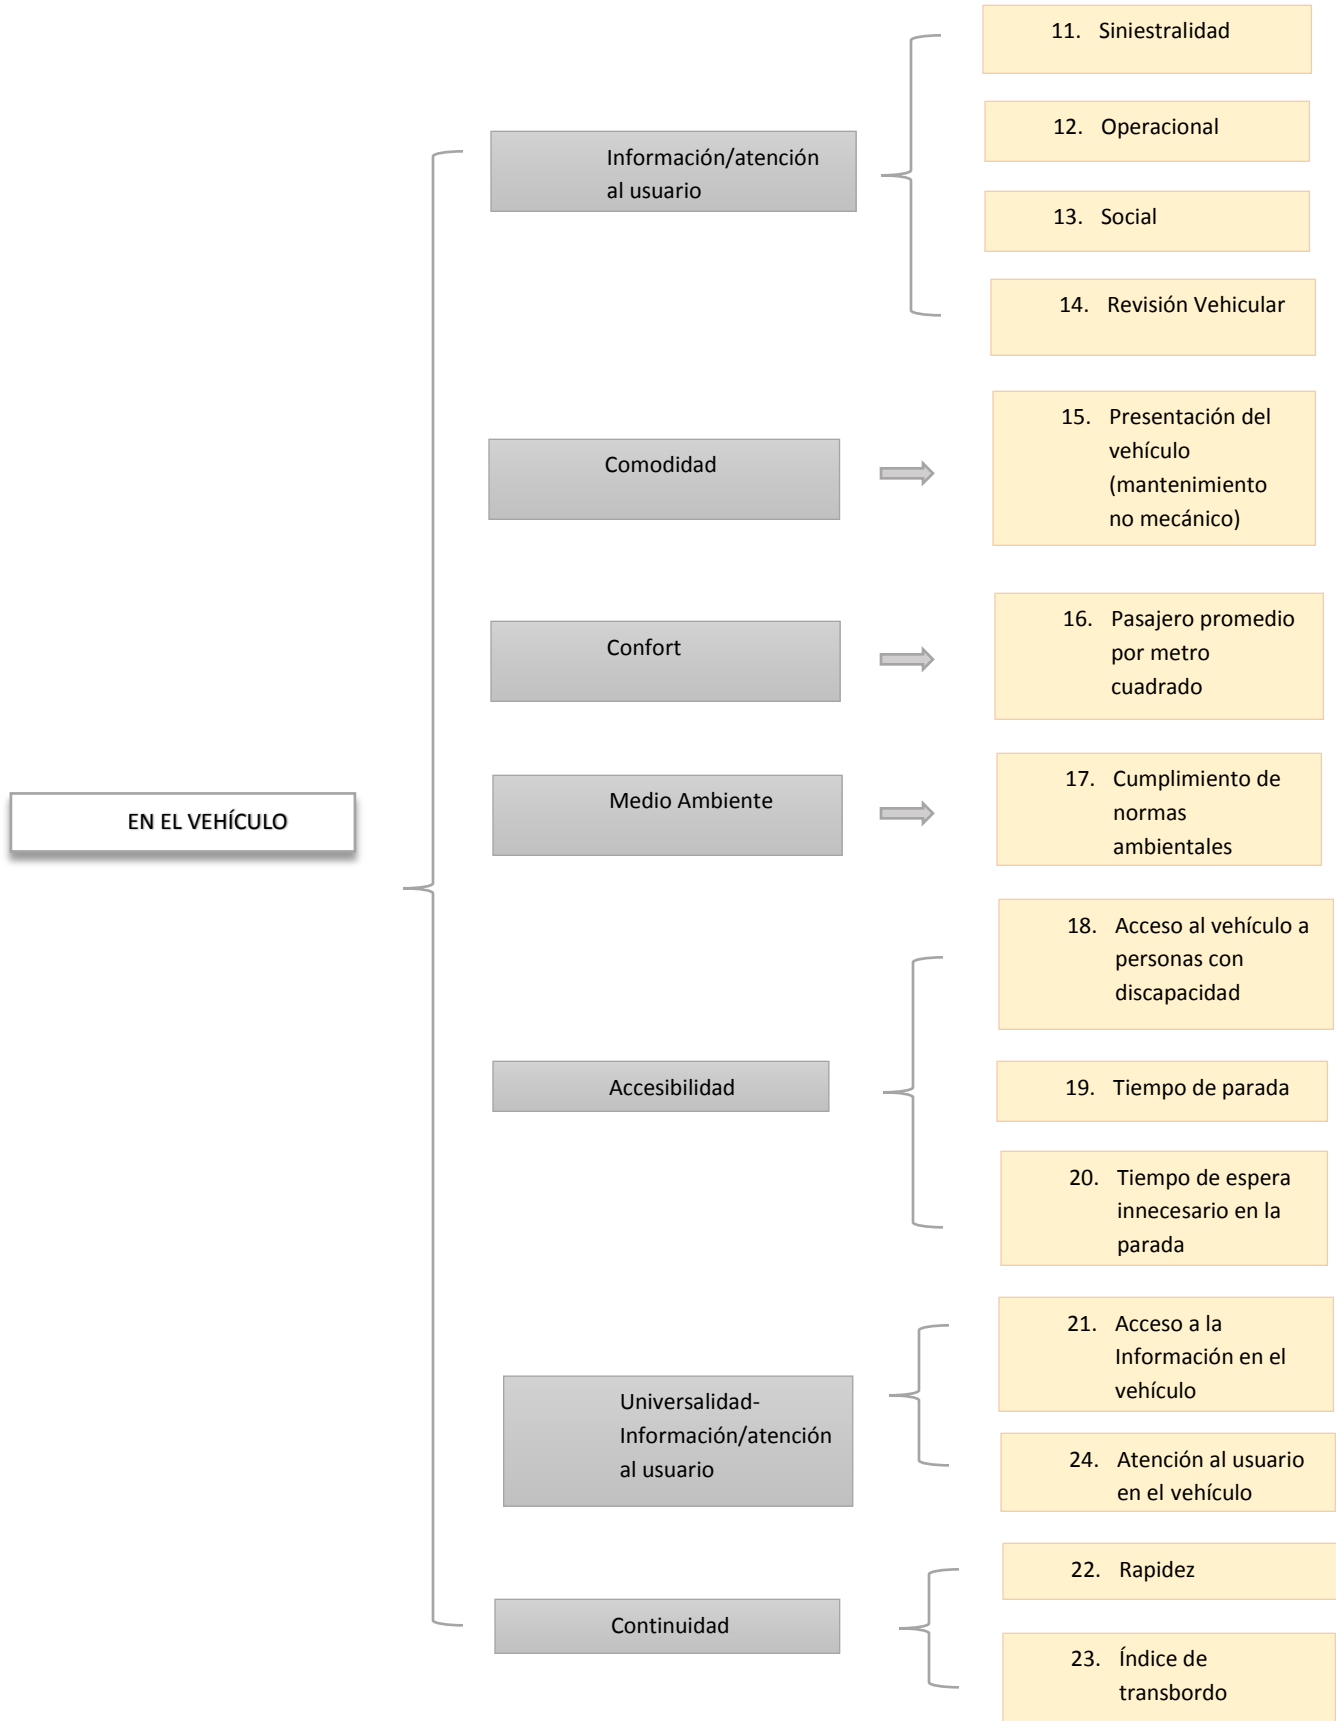 EN EL VEHÍCULO
Información/atención
al usuario
11. Siniestralidad
12. Operacional
13. Social
14. Revisión Vehicular
Comodidad
15. Presentación del
vehículo
(mantenimiento
no mecánico)
Confort
16. Pasajero promedio
por metro
cuadrado
Medio Ambiente
17. Cumplimiento de
normas
ambientales
Accesibilidad
18. Acceso al vehículo a
personas con
discapacidad
19. Tiempo de parada
20. Tiempo de espera
innecesario en la
parada
Universalidad-
Información/atención
al usuario
21. Acceso a la
Información en el
vehículo
24. Atención al usuario
en el vehículo
Continuidad
22. Rapidez
23. Índice de
transbordo